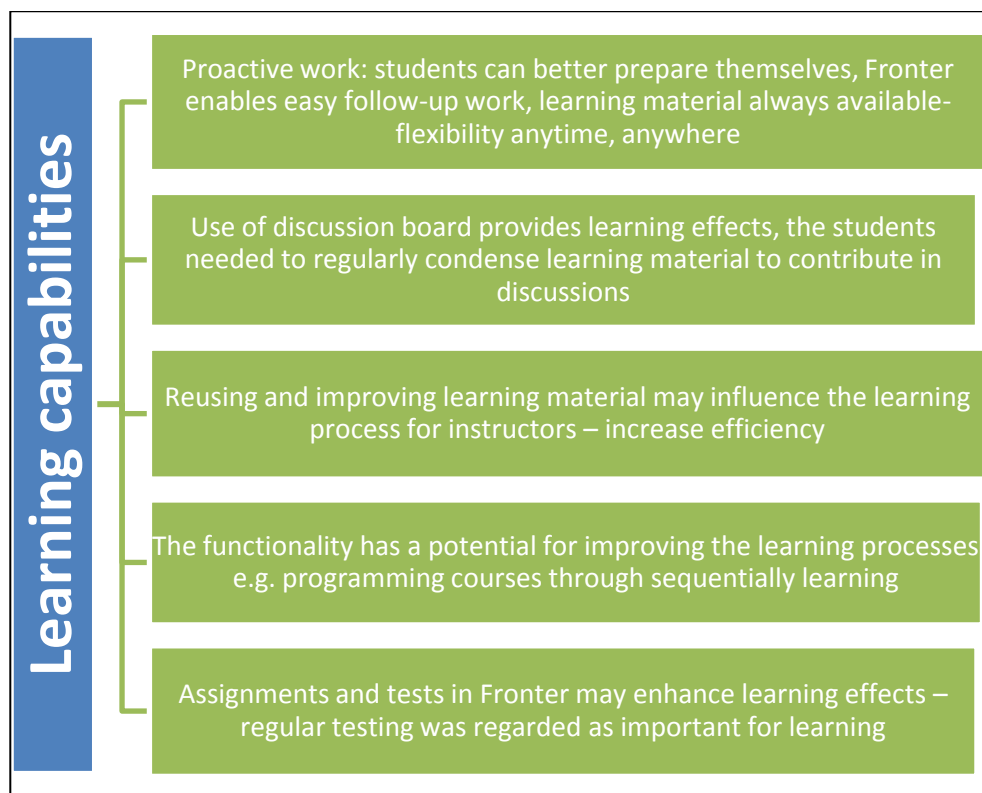 Learning capabilities
Proactive work: students can better prepare themselves, Fronter
enables easy follow-up work, learning material always available-
flexibility anytime, anywhere
Use of discussion board provides learning effects, the students
needed to regularly condense learning material to contribute in
discussions
Reusing and improving learning material may influence the learning
process for instructors – increase efficiency
The functionality has a potential for improving the learning processes
e.g. programming courses through sequentially learning
Assignments and tests in Fronter may enhance learning effects –
regular testing was regarded as important for learning